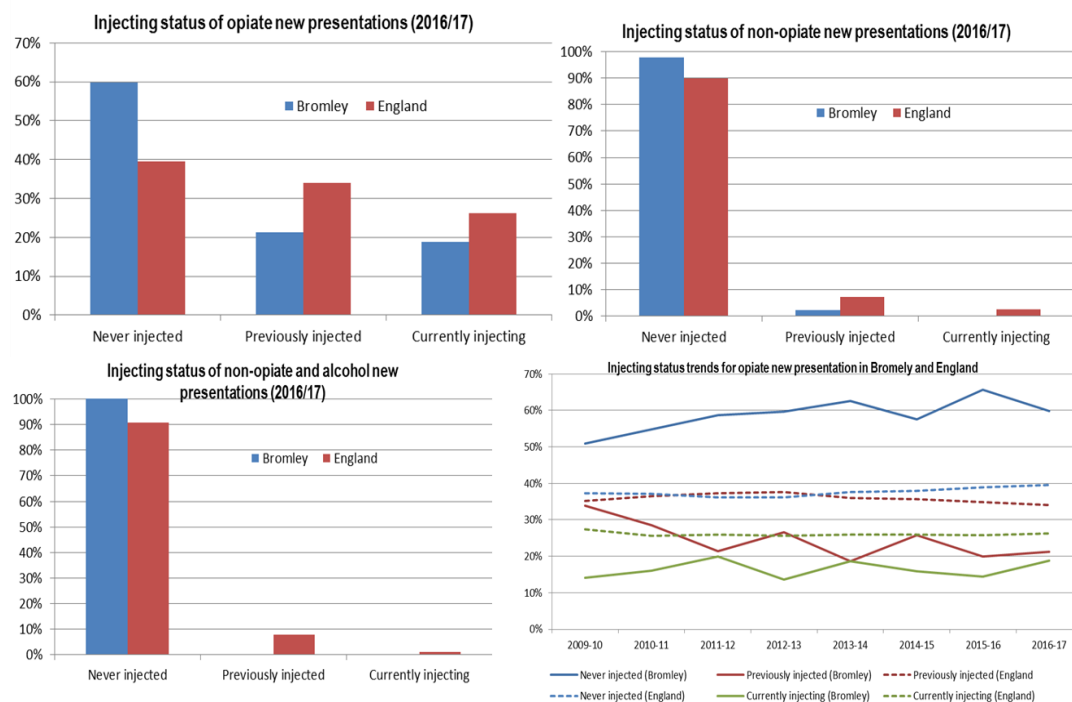 Injecting status of opiate new presentations (2016/17)
70%
60%
50%
40%
30%
20%
10%
0%
Bromley
England
Never injected
Previously injected
Currently injecting
Injecting status of non-opiate new presentations (2016/17)
100%
90%
80%
70%
60%
50%
40%
30%
20%
10%
0%
Bromley
England
Never injected
Previously injected
Currently injecting
Injecting status of non-opiate and alcohol new
presentations (2016/17)
100%
90%
80%
70%
60%
50%
40%
30%
20%
10%
0%
Bromley
England
Never injected
Previously injected
Currently injecting
Injecting status trends for opiate new presentation in Bromely and England
70%
60%
50%
40%
30%
20%
10%
0%
2009-10
2010-11
2011-12
2012-13
2013-14
2014-15
2015-16
2016-17
Never injected (Bromley)
Previously injected (Bromley)
Previously injected (England
Never injected (England)
Currently injecting (Bromley)
Currently injecting (England)